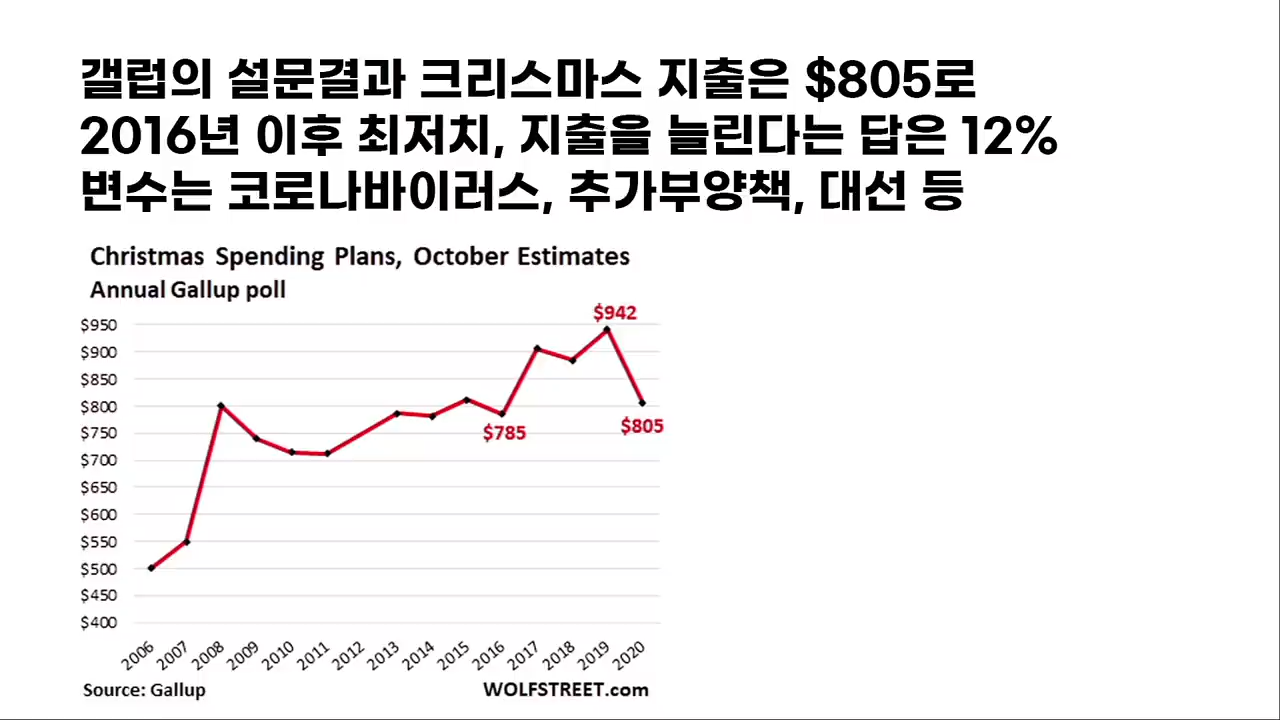 갤럽의 설문결과 크리스마스 지출은 $805로
2016년 이후 최저치, 지출을 늘린다는 답은 12%
변수는 코로나바이러스, 추가부양책, 대선 등
Christmas Spending Plans, October Estimates
Annual Gallup poll
$942
$950
$900
$850
$800
$785
$805
$750
$700
$650
$600
$550
$500
$450
$400
2006 2007 2008 2009 2010 2011 2012 2013 2014 2015 2016 2017 2018 2019 2020
Source: Gallup
WOLFSTREET.com